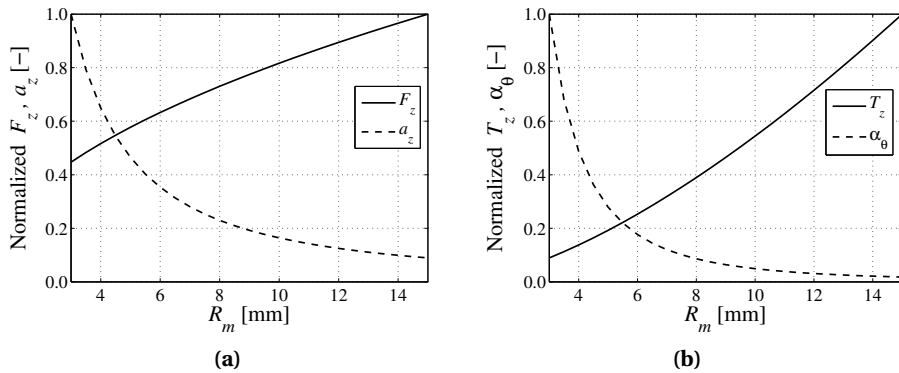 Normalized F_z , a_z [−]
1.0
0.8
0.6
0.4
0.2
0.0
4 6 8 10 12 14
R_m [mm]
F_z
a_z
(a)
Normalized T_z , α_θ [−]
1.0
0.8
0.6
0.4
0.2
0.0
4 6 8 10 12 14
R_m [mm]
T_z
α_θ
(b)